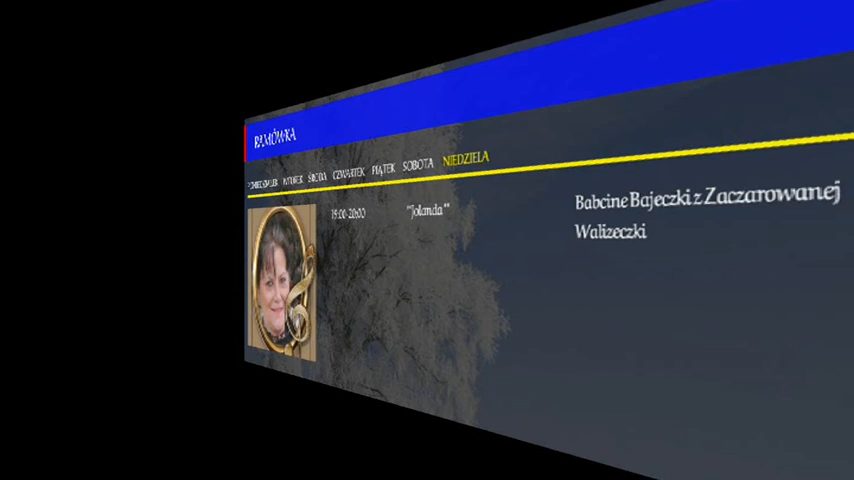 RAMÓWKA
PONIEDZIAŁEK WTOREK ŚRODA CZWARTEK PIĄTEK SOBOTA NIEDZIELA
19:00-20:00 "Jolanda" Babcine Bajeczki z Zaczarowanej
Walizeczki